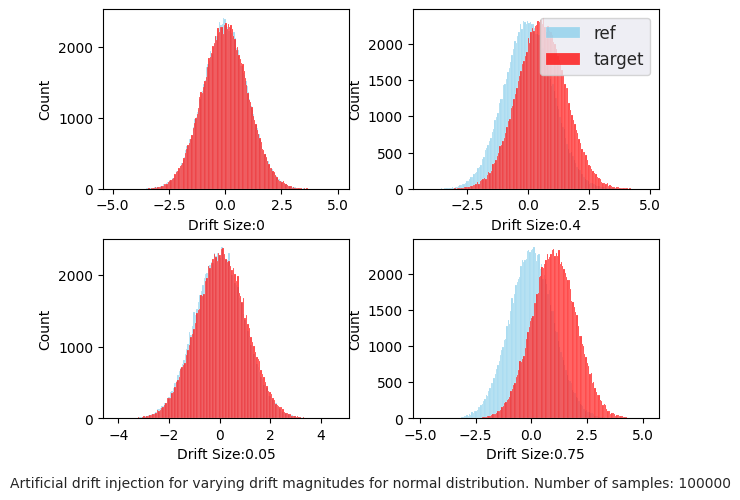 2000
1000
0
Count
−5.0 −2.5 0.0 2.5 5.0
Drift Size:0
ref
target
2000
1500
1000
500
0
Count
−2.5 0.0 2.5 5.0
Drift Size:0.4
2000
1000
0
Count
−4 −2 0 2 4
Drift Size:0.05
2000
1500
1000
500
0
Count
−5.0 −2.5 0.0 2.5 5.0
Drift Size:0.75
Artificial drift injection for varying drift magnitudes for normal distribution. Number of samples: 100000